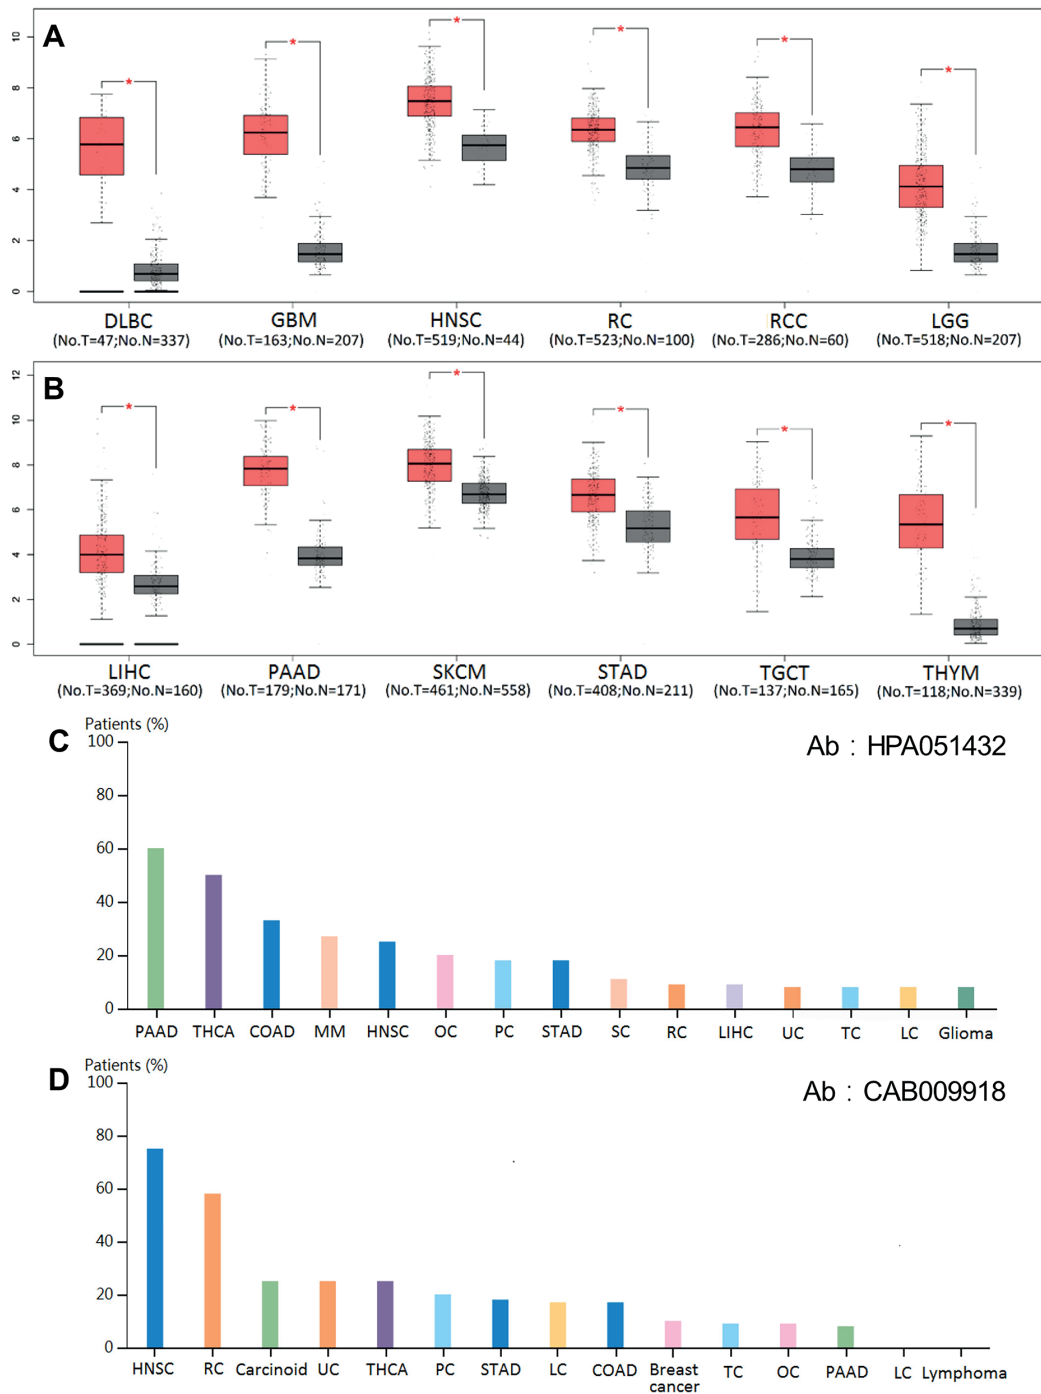 A
10
8
6
4
2
0
* * * * * *
DLBC GBM HNSC RC RCC LGG
(No.T=47;No.N=337) (No.T=163;No.N=207) (No.T=519;No.N=44) (No.T=523;No.N=100) (No.T=286;No.N=60) (No.T=518;No.N=207)
B
12
10
8
6
4
2
0
* * * * * *
LIHC PAAD SKCM STAD TGCT THYM
(No.T=369;No.N=160) (No.T=179;No.N=171) (No.T=461;No.N=558) (No.T=408;No.N=211) (No.T=137;No.N=165) (No.T=118;No.N=339)
C
Patients (%)
Ab : HPA051432
100
80
60
40
20
0
PAAD THCA COAD MM HNSC OC PC STAD SC RC LIHC UC TC LC Glioma
D
Patients (%)
Ab : CAB009918
100
80
60
40
20
0
HNSC RC Carcinoid UC THCA PC STAD LC COAD Breast TC OC PAAD LC Lymphoma
cancer